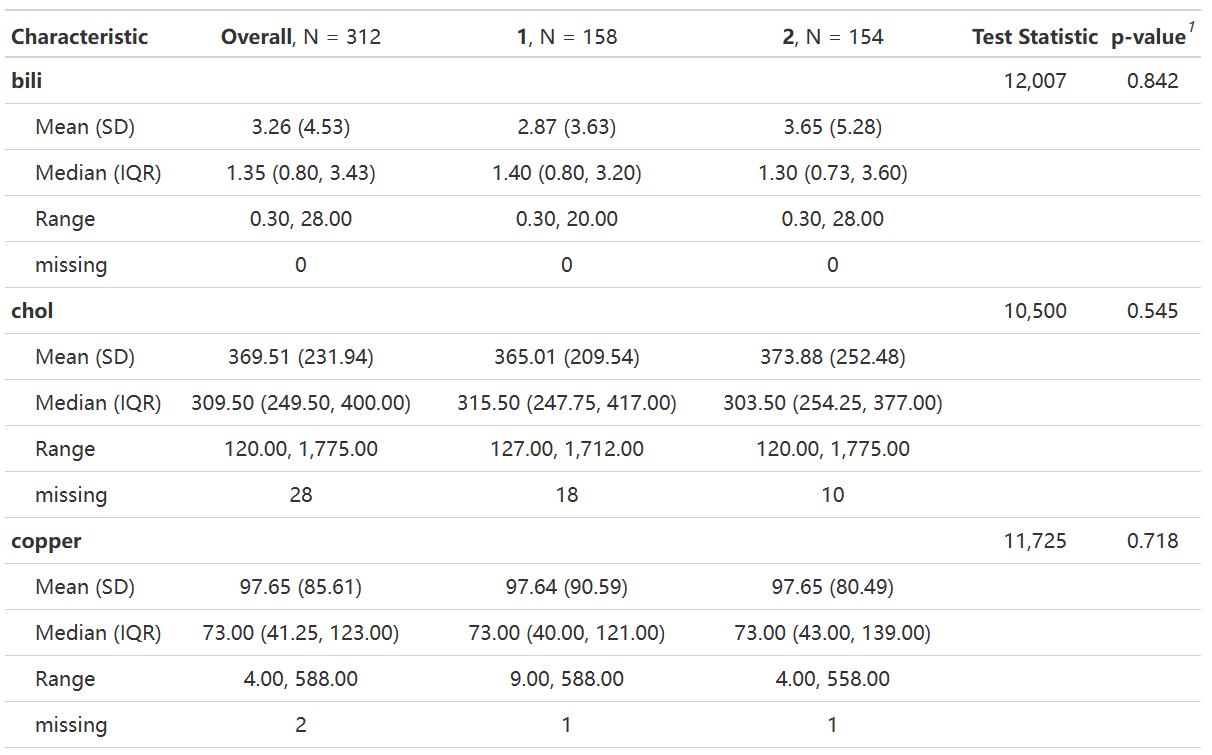 Characteristic Overall, N = 312 1, N = 158 2, N = 154 Test Statistic p-value1
bili 12,007 0.842
Mean (SD) 3.26 (4.53) 2.87 (3.63) 3.65 (5.28)
Median (IQR) 1.35 (0.80, 3.43) 1.40 (0.80, 3.20) 1.30 (0.73, 3.60)
Range 0.30, 28.00 0.30, 20.00 0.30, 28.00
missing 0 0 0
chol 10,500 0.545
Mean (SD) 369.51 (231.94) 365.01 (209.54) 373.88 (252.48)
Median (IQR) 309.50 (249.50, 400.00) 315.50 (247.75, 417.00) 303.50 (254.25, 377.00)
Range 120.00, 1,775.00 127.00, 1,712.00 120.00, 1,775.00
missing 28 18 10
copper 11,725 0.718
Mean (SD) 97.65 (85.61) 97.64 (90.59) 97.65 (80.49)
Median (IQR) 73.00 (41.25, 123.00) 73.00 (40.00, 121.00) 73.00 (43.00, 139.00)
Range 4.00, 588.00 9.00, 588.00 4.00, 558.00
missing 2 1 1